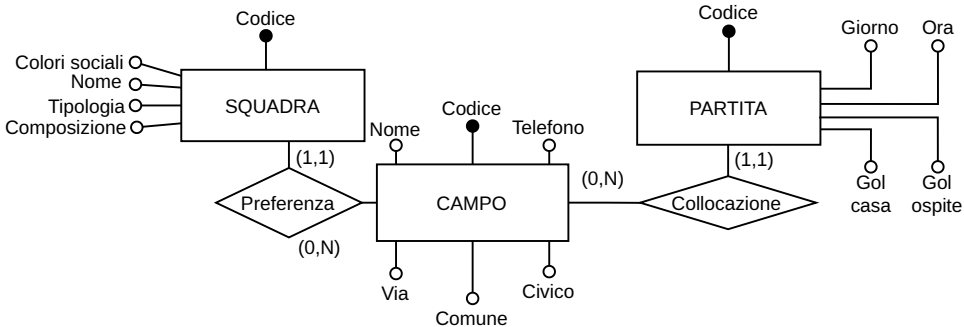 Codice
Codice
Giorno
Ora
Colori sociali
Nome
Tipologia
Composizione
SQUADRA
PARTITA
Codice
Nome
Telefono
(1,1)
(1,1)
(0,N)
Preferenza
CAMPO
Collocazione
Gol
casa
Gol
ospite
(0,N)
Via
Civico
Comune